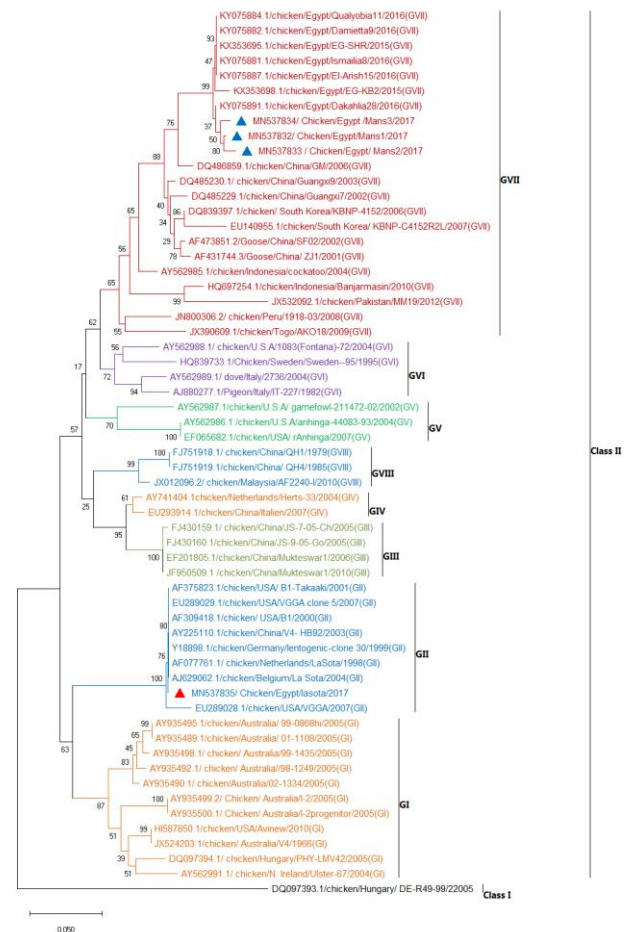 KY075884.1/chicken/Egypt/Qualyobia11/2016(GVII)
KY075882.1/chicken/Egypt/Damietta9/2016(GVII)
93
KX353695.1/chicken/Egypt/EG-SHR/2015(GVII)
47
KY075881.1/chicken/Egypt/Ismailia8/2016(GVII)
KY075887.1/chicken/Egypt/El-Arish15/2016(GVII)
99
KX353698.1/chicken/Egypt/EG-KB2/2015(GVII)
KY075891.1/chicken/Egypt/Dakahlia28/2016(GVII)
76
37
MN537834/ Chicken/Egypt /Mans3/2017
50
MN537832/ Chicken/Egypt/Mans1/2017
80
MN537833 / Chicken/Egypt/ Mans2/2017
88
DQ486859.1/chicken/China/GM/2006(GVII)
GVII
DQ485230.1/ chicken/China/Guangxi9/2003(GVII)
40
DQ485229.1/ chicken/China/Guangxi7/2002(GVII)
65
34
86
DQ839397.1/ chicken/ South Korea/KBNP-4152/2006(GVII)
EU140955.1/chicken/South Korea/ KBNP-C4152R2L/2007(GVII)
29
AF473851.2/Goose/China/SF02/2002(GVII)
56
78
AF431744.3/Goose/China/ ZJ1/2001(GVII)
AY562985.1/chicken/Indonesia/cockatoo/2004(GVII)
65
HQ697254.1/ chicken/Indonesia/Banjarmasin/2010(GVII)
99
JX532092.1/ chicken/Pakistan/MM19/2012(GVII)
JN800306.2/ chicken/Peru/1918-03/2008(GVII)
62
55
JX390609.1/ chicken/Togo/AKO18/2009(GVII)
56
AY562988.1/ chicken/U.S.A/1083(Fontana)-72/2004(GVI)
HQ839733.1/Chicken/Sweden/Sweden--95/1995(GVI)
GVI
17
72
AY562989.1/ dove/Italy/2736/2004(GVI)
94
AJ880277.1/Pigeon/Italy/IT-227/1982(GVI)
AY562987.1/chicken/U.S.A/ gamefowl-211472-02/2002(GV)
70
AY562986.1/ chicken/U.S.A/anhinga-44083-93/2004(GV)
GV
57
100
EF065682.1/ chicken/USA/ rAnhinga/2007(GV)
100
FJ751918.1/ chicken/China/QH1/1979(GVIII)
99
FJ751919.1/ chicken/China/ QH4/1985(GVIII)
GVIII
Class II
25
JX012096.2/ chicken/Malaysia/AF2240-I/2010(GVIII)
61
AY741404.1chicken/Netherlands/Herts-33/2004(GIV)
GIV
EU293914.1/ chicken/China/Italien/2007(GIV)
95
FJ430159.1/ chicken/China/JS-7-05-Ch/2005(GIII)
FJ430160.1/ chicken/China/JS-9-05-Go/2005(GIII)
GIII
100
EF201805.1/chicken/China/Mukteswar1/2006(GIII)
JF950509.1/ chicken/China/Mukteswar1/2010(GIII)
AF375823.1/chicken/USA/ B1-Takaaki/2001(GII)
EU289029.1/chicken/USA/VGGA clone 5/2007(GII)
AF309418.1/chicken/ USA/B1/2000(GII)
80
AY225110.1/chicken/China/V4- HB92/2003(GII)
Y18898.1/chicken/Germany/lentogenic-clone 30/1999(GII)
GII
76
AF077761.1/chicken/Netherlands/LaSota/1998(GII)
100
AJ629062.1/chicken/Belgium/La Sota/2004(GII)
MN537835/ Chicken/Egypt/lasota/2017
EU289028.1/chicken/USA/VGGA/2007(GII)
99
AY935495.1/chicken/Australia/ 99-0868hi/2005(GI)
63
65
AY935489.1/chicken/Australia/ 01-1108/2005(GI)
45
AY935498.1/ chicken/ Australia/99-1435/2005(GI)
83
AY935492.1/ chicken/ Australia//98-1249/2005(GI)
AY935490.1/ chicken/Australia/02-1334/2005(GI)
87
100
AY935499.2/ Chicken/ Australia/I-2/2005(GI)
GI
AY935500.1/ Chicken/ Australia/I-2progenitor/2005(GI)
51
99
HI587850.1/chicken/USA/Avinew/2010(GI)
JX524203.1/ chicken/Australia/V4/1966(GI)
39
DQ097394.1/ chicken/Hungary/PHY-LMV42/2005(GI)
51
AY562991.1/ chicken/N. Ireland/Ulster-67/2004(GI)
DQ097393.1/chicken/Hungary/ DE-R49-99/22005
Class I
0.050